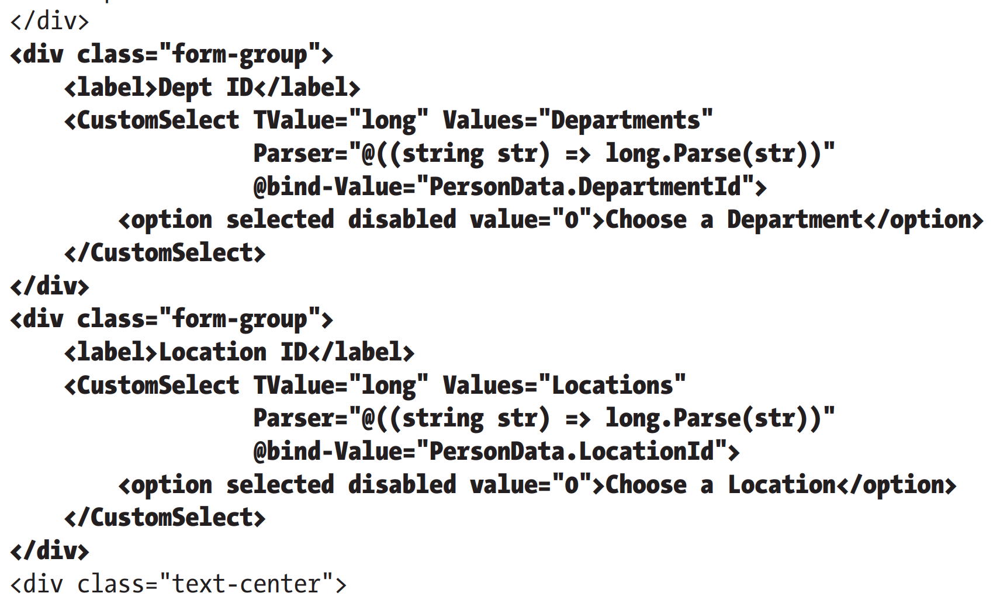 </div>
<div class="form-group">
    <label>Dept ID</label>
    <CustomSelect TValue="long" Values="Departments"
                  Parser="@((string str) => long.Parse(str))"
                  @bind-Value="PersonData.DepartmentId">
        <option selected disabled value="0">Choose a Department</option>
    </CustomSelect>
</div>
<div class="form-group">
    <label>Location ID</label>
    <CustomSelect TValue="long" Values="Locations"
                  Parser="@((string str) => long.Parse(str))"
                  @bind-Value="PersonData.LocationId">
        <option selected disabled value="0">Choose a Location</option>
    </CustomSelect>
</div>
<div class="text-center">